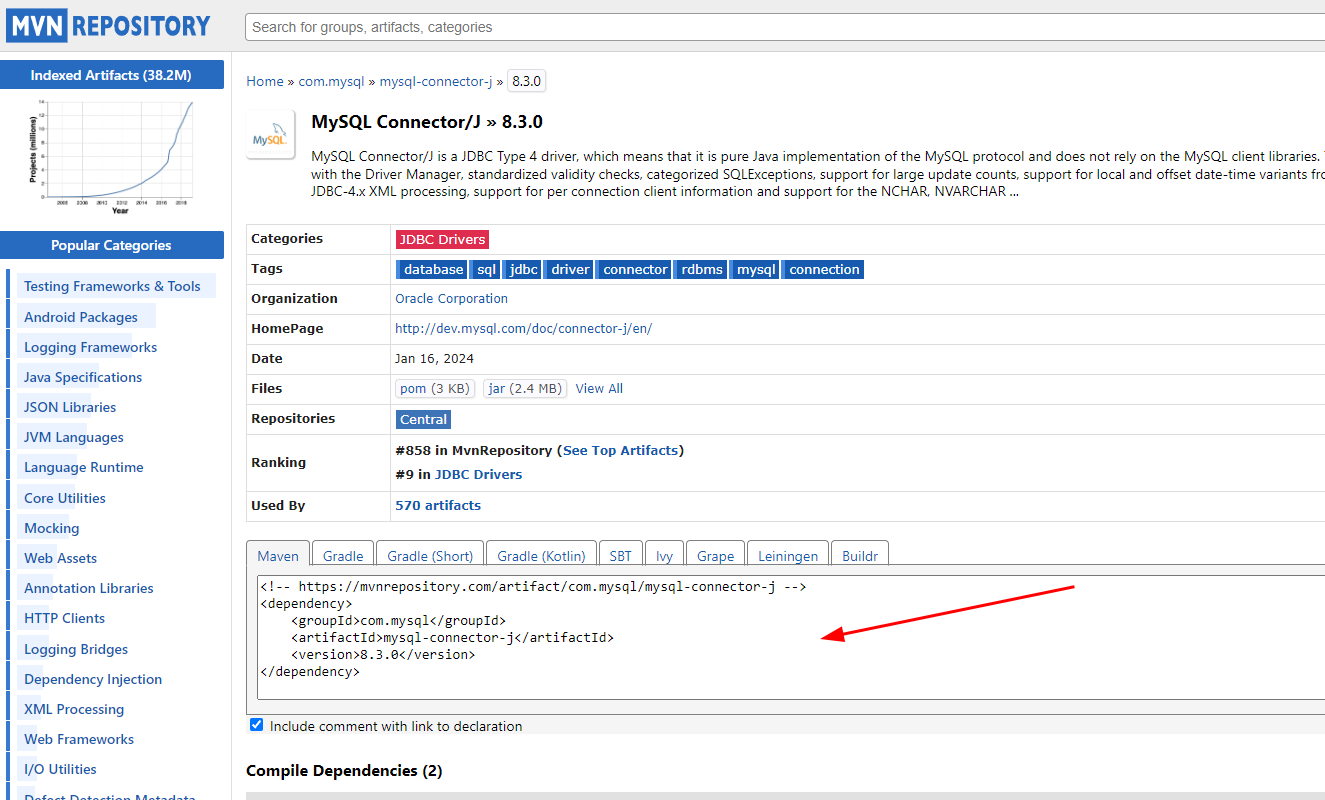 MVN REPOSITORY
Search for groups, artifacts, categories
Indexed Artifacts (38.2M)
Projects (millions)
14
12
10
8
6
4
2
0
Year
Popular Categories
Testing Frameworks & Tools
Android Packages
Logging Frameworks
Java Specifications
JSON Libraries
JVM Languages
Language Runtime
Core Utilities
Mocking
Web Assets
Annotation Libraries
HTTP Clients
Logging Bridges
Dependency Injection
XML Processing
Web Frameworks
I/O Utilities
Defect Detection Metadata
Home » com.mysql » mysql-connector-j » 8.3.0
MySQL
MySQL Connector/J » 8.3.0
MySQL Connector/J is a JDBC Type 4 driver, which means that it is pure Java implementation of the MySQL protocol and does not rely on the MySQL client libraries.
with the Driver Manager, standardized validity checks, categorized SQLExceptions, support for large update counts, support for local and offset date-time variants fro
JDBC-4.x XML processing, support for per connection client information and support for the NCHAR, NVARCHAR ...
Categories JDBC Drivers
Tags database sql jdbc driver connector rdbms mysql connection
Organization Oracle Corporation
HomePage http://dev.mysql.com/doc/connector-j/en/
Date Jan 16, 2024
Files pom (3 KB) jar (2.4 MB) View All
Repositories Central
Ranking #858 in MvnRepository (See Top Artifacts)
#9 in JDBC Drivers
Used By 570 artifacts
Maven Gradle Gradle (Short) Gradle (Kotlin) SBT Ivy Grape Leiningen Buildr
<!-- https://mvnrepository.com/artifact/com.mysql/mysql-connector-j -->
<dependency>
    <groupId>com.mysql</groupId>
    <artifactId>mysql-connector-j</artifactId>
    <version>8.3.0</version>
</dependency>
Include comment with link to declaration
Compile Dependencies (2)